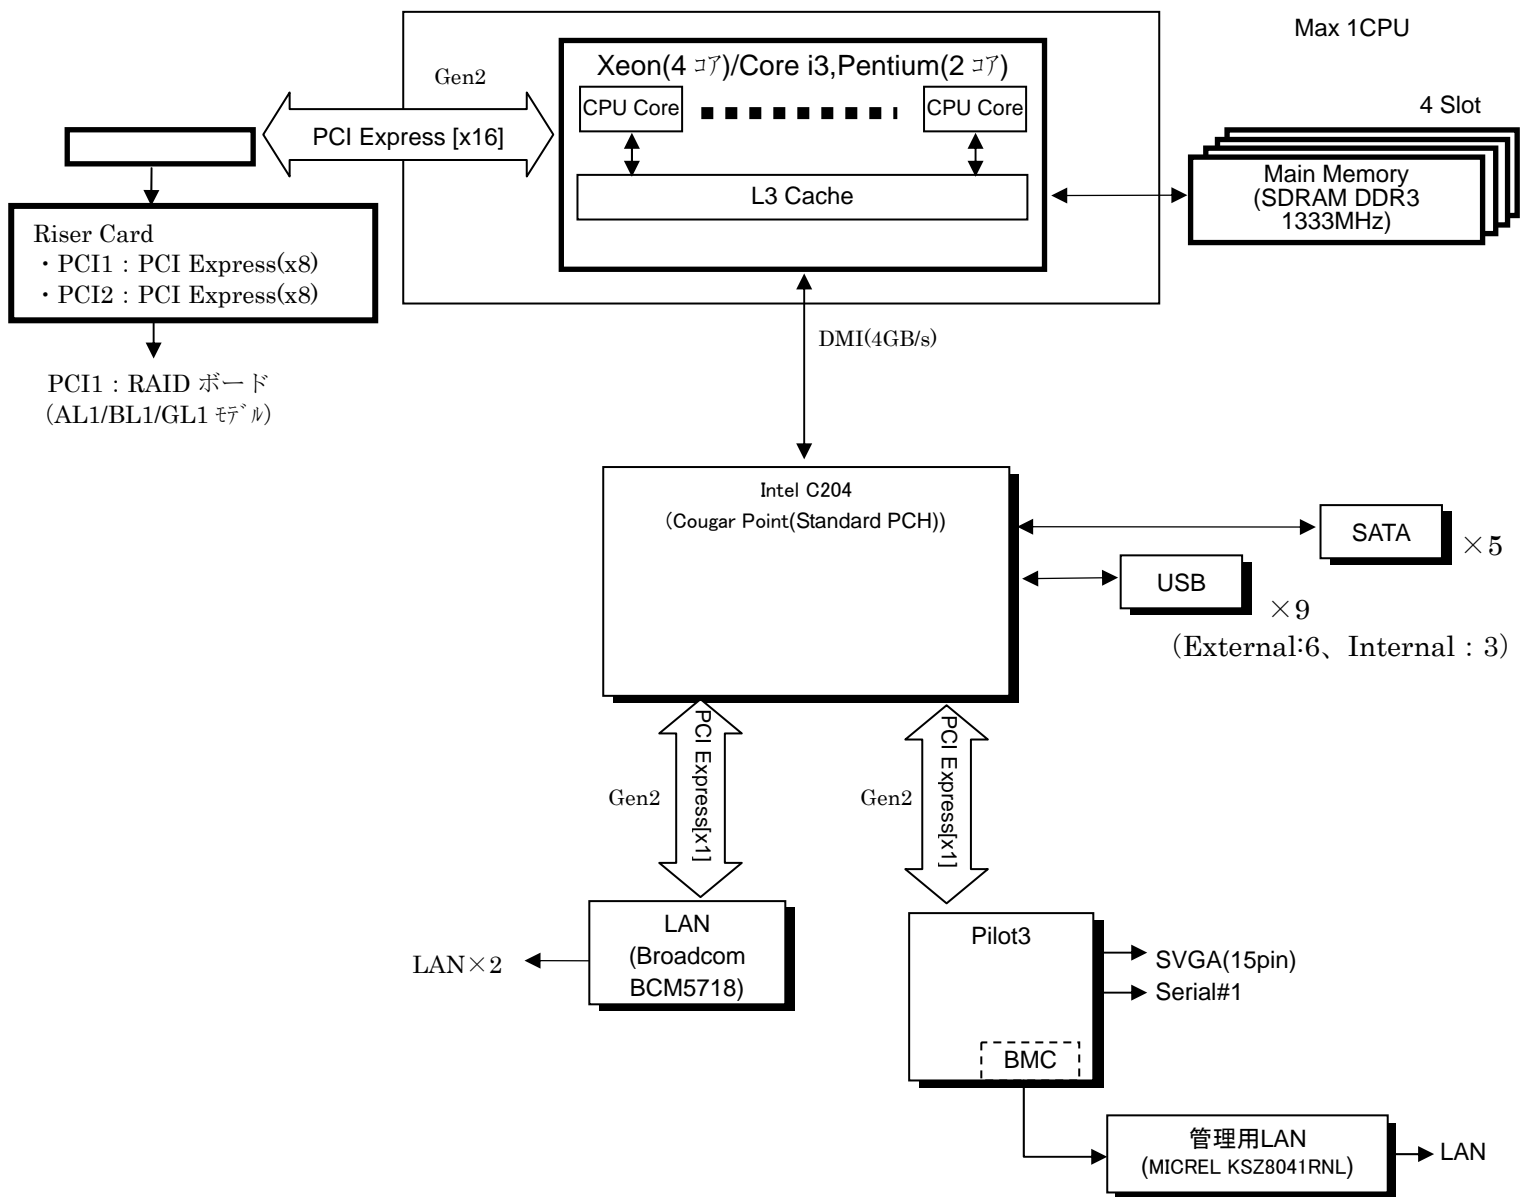 Max 1CPU
Xeon(4 ｺｱ)/Core i3,Pentium(2 ｺｱ)
Gen2
CPU Core
CPU Core
4 Slot
PCI Express [x16]
L3 Cache
Main Memory
(SDRAM DDR3
1333MHz)
Riser Card
・PCI1：PCI Express(x8)
・PCI2：PCI Express(x8)
DMI(4GB/s)
PCI1：RAID ボード
(AL1/BL1/GL1 ﾓﾃﾞﾙ)
Intel C204
(Cougar Point(Standard PCH))
SATA
×5
USB
×9
(External:6、Internal：3)
PCI Express[x1]
PCI Express[x1]
Gen2
Gen2
LAN
(Broadcom
BCM5718)
LAN×2
Pilot3
SVGA(15pin)
Serial#1
BMC
管理用LAN
(MICREL KSZ8041RNL)
LAN